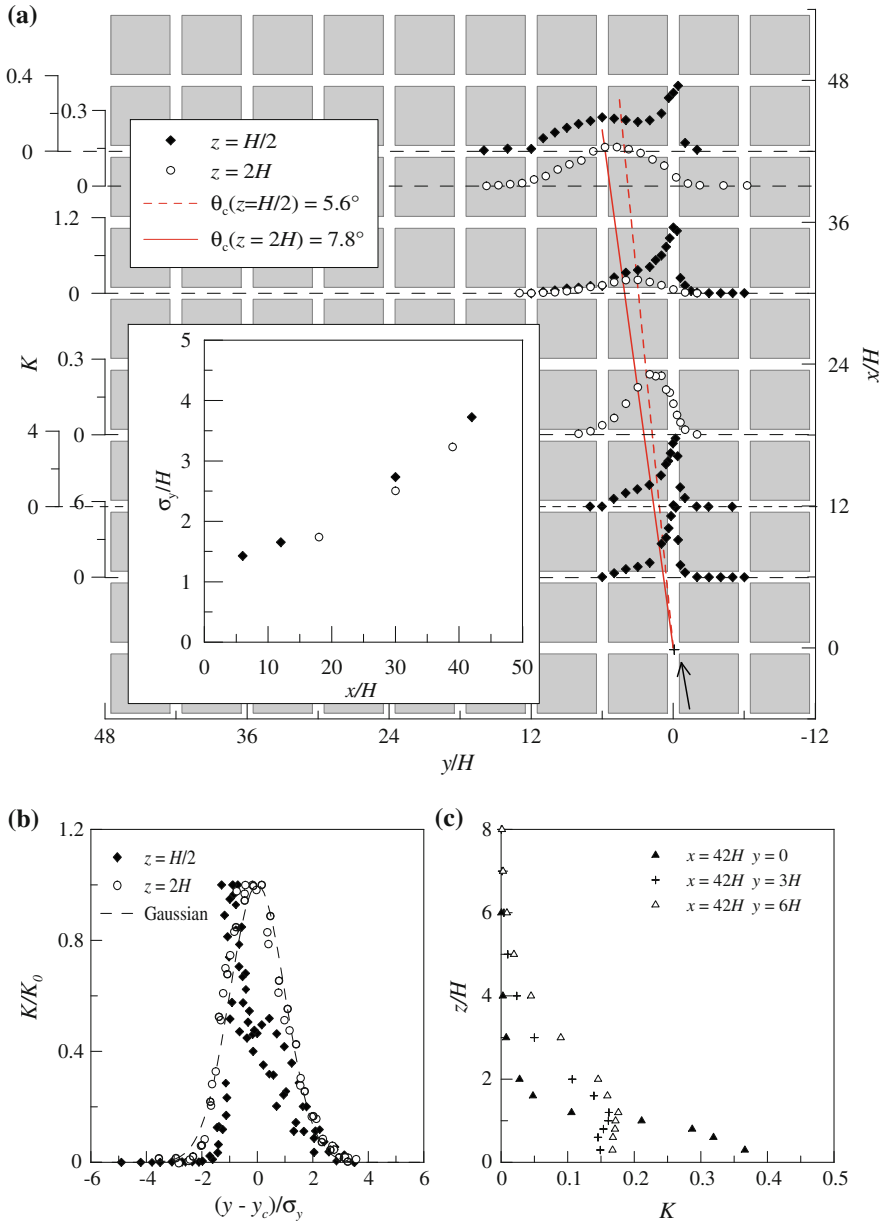 (a)
0.4
0.3
0
0
1.2
0
0.3
K
4
0
0
6
0
z = H/2
z = 2H
θc(z=H/2) = 5.6°
θc(z = 2H) = 7.8°
5
4
3
2
1
0
σy/H
0 10 20 30 40 50
x/H
48
36
24
12
0
x/H
48 36 24 12 0 -12
y/H
(b)
1.2
0.8
0.4
0
K/K0
z = H/2
z = 2H
Gaussian
-6 -4 -2 0 2 4 6
(y - yc)/σy
(c)
8
6
4
2
0
z/H
x = 42H y = 0
x = 42H y = 3H
x = 42H y = 6H
0 0.1 0.2 0.3 0.4 0.5
K